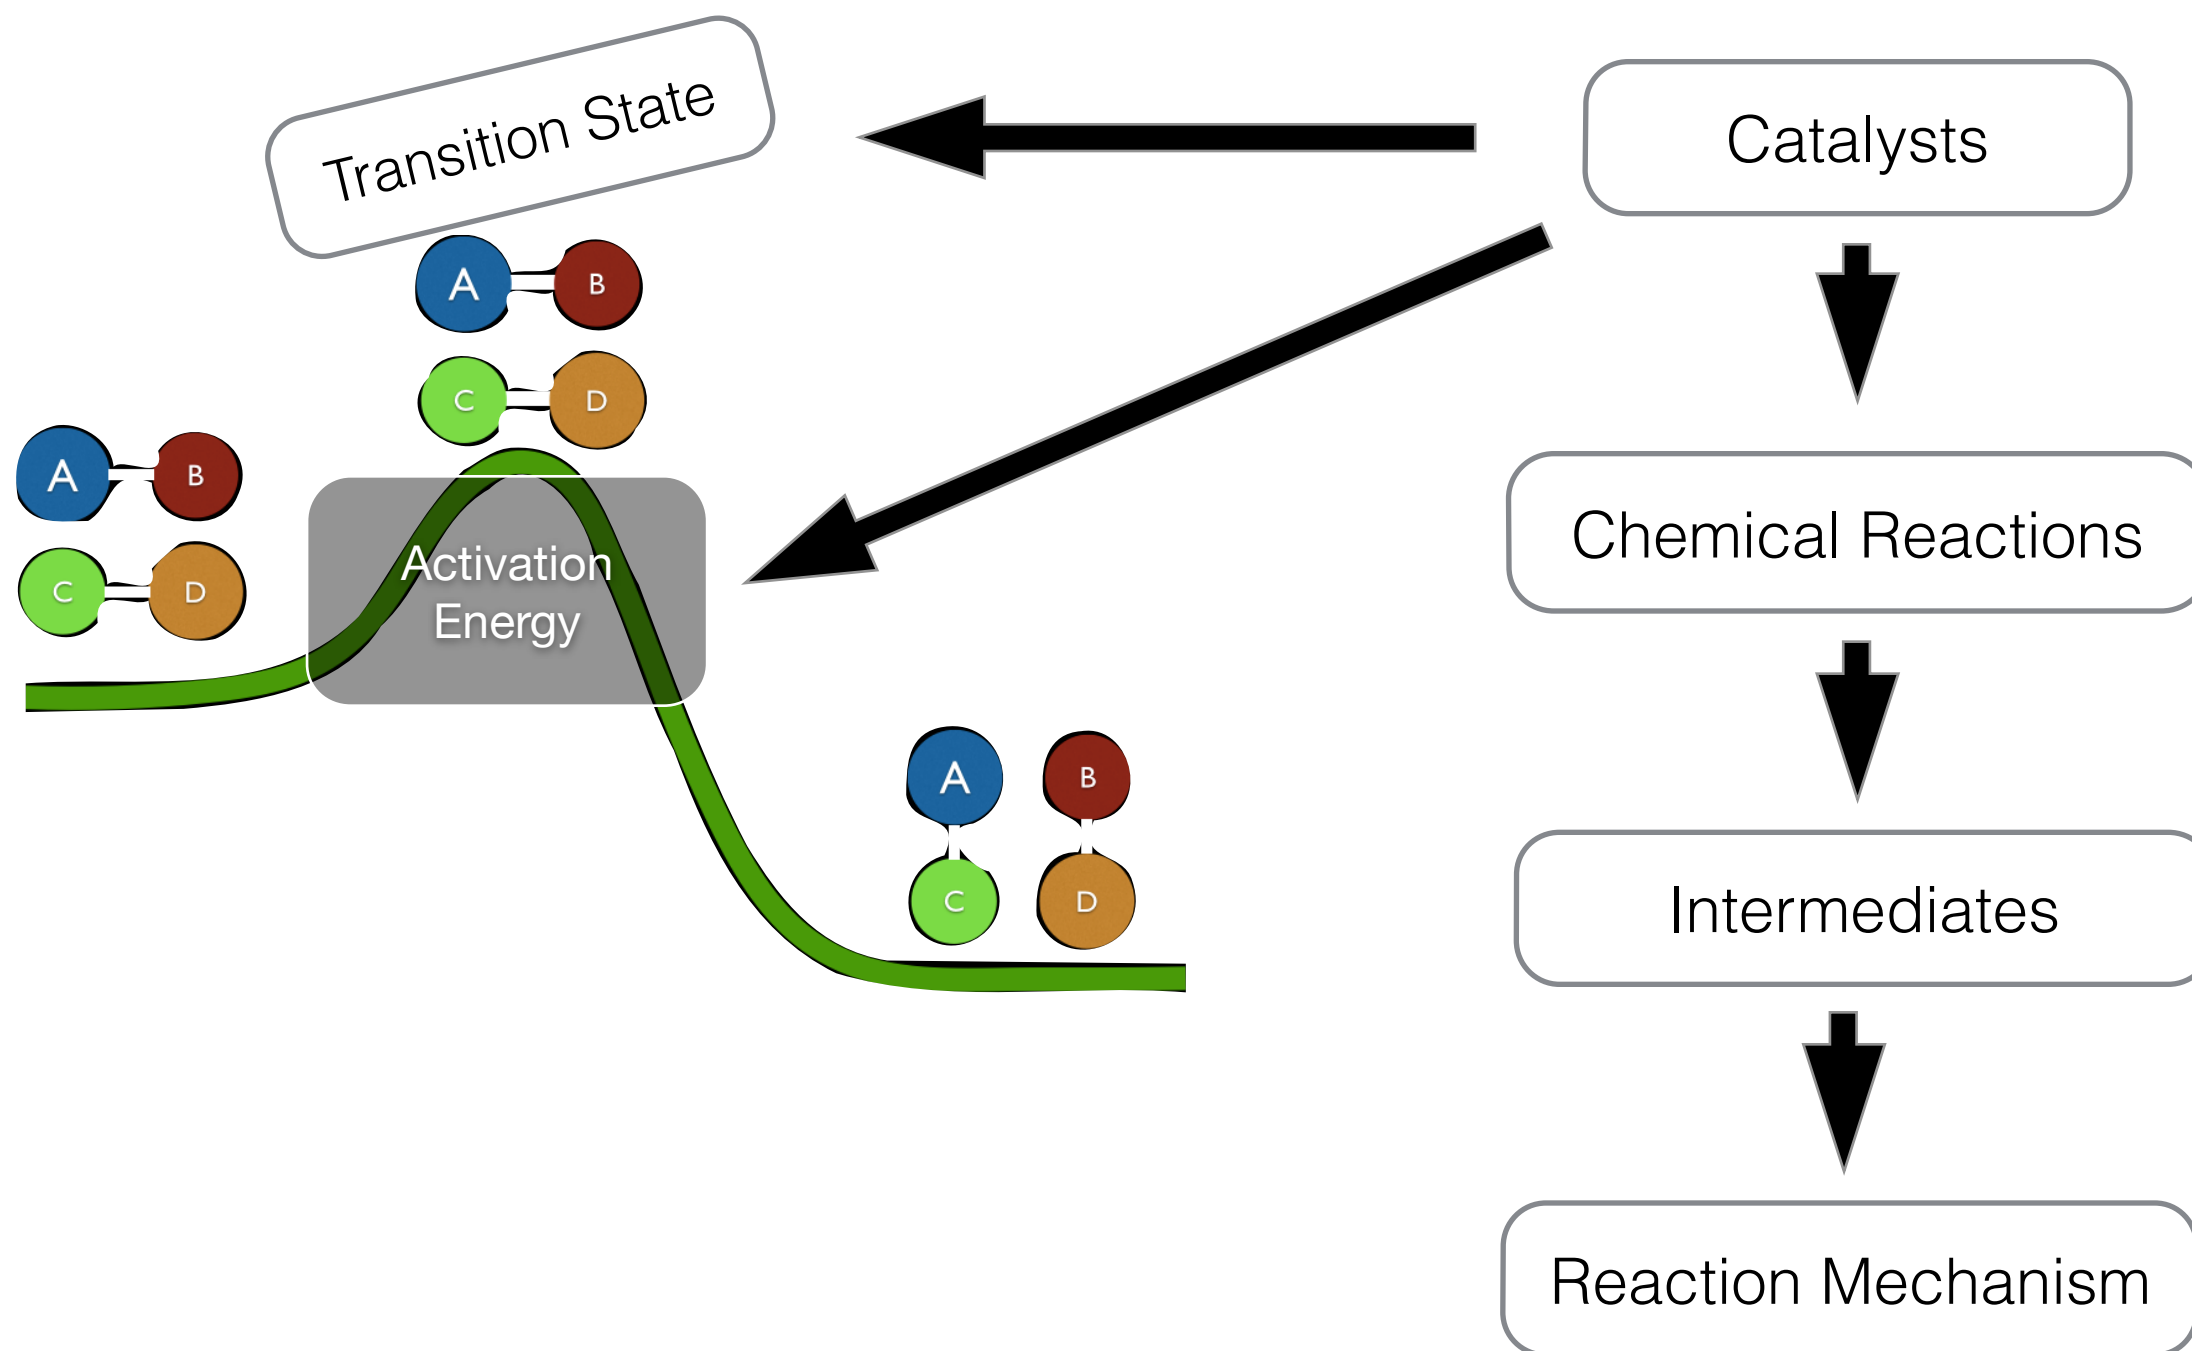 Transition State
Catalysts
A B
C D
A B
C D
Activation
Energy
Chemical Reactions
A B
C D
Intermediates
Reaction Mechanism